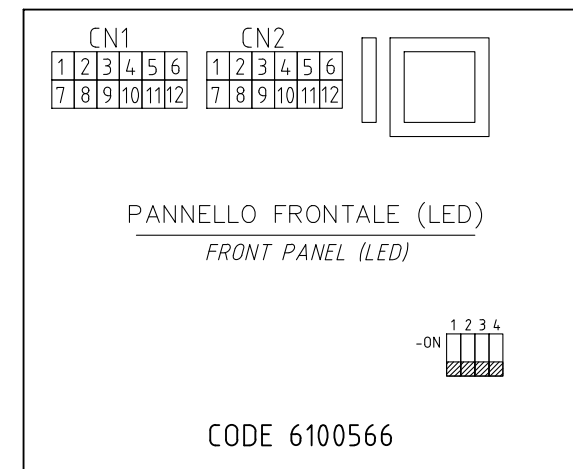 CN1 CN2
1 2 3 4 5 6 1 2 3 4 5 6
7 8 9 10 11 12 7 8 9 10 11 12
PANNELLO FRONTALE (LED)
FRONT PANEL (LED)
1 2 3 4
-ON
CODE 6100566